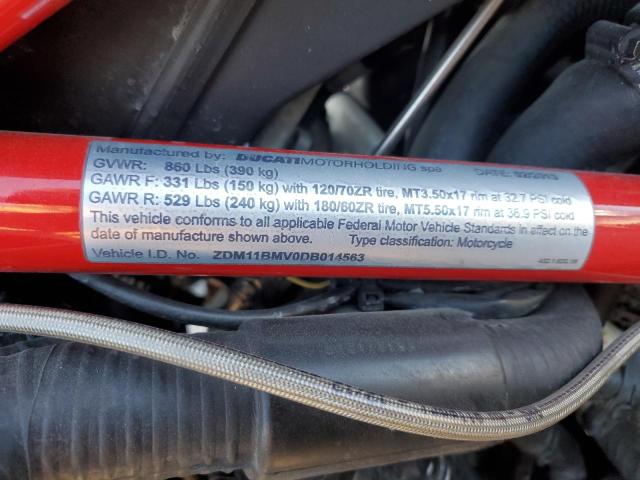 Manufactured by: DUCATIMOTORHOLDING spa DATE:
GVWR: 860 Lbs (390 kg)
GAWR F: 331 Lbs (150 kg) with 120/70ZR tire, MT3.50x17 rim at 32.7 PSI cold
GAWR R: 529 Lbs (240 kg) with 180/60ZR tire, MT5.50x17 rim at 36.9 PSI cold
This vehicle conforms to all applicable Federal Motor Vehicle Standards in effect on the
date of manufacture shown above. Type classification: Motorcycle
Vehicle I.D. No. ZDM11BMV0DB014563